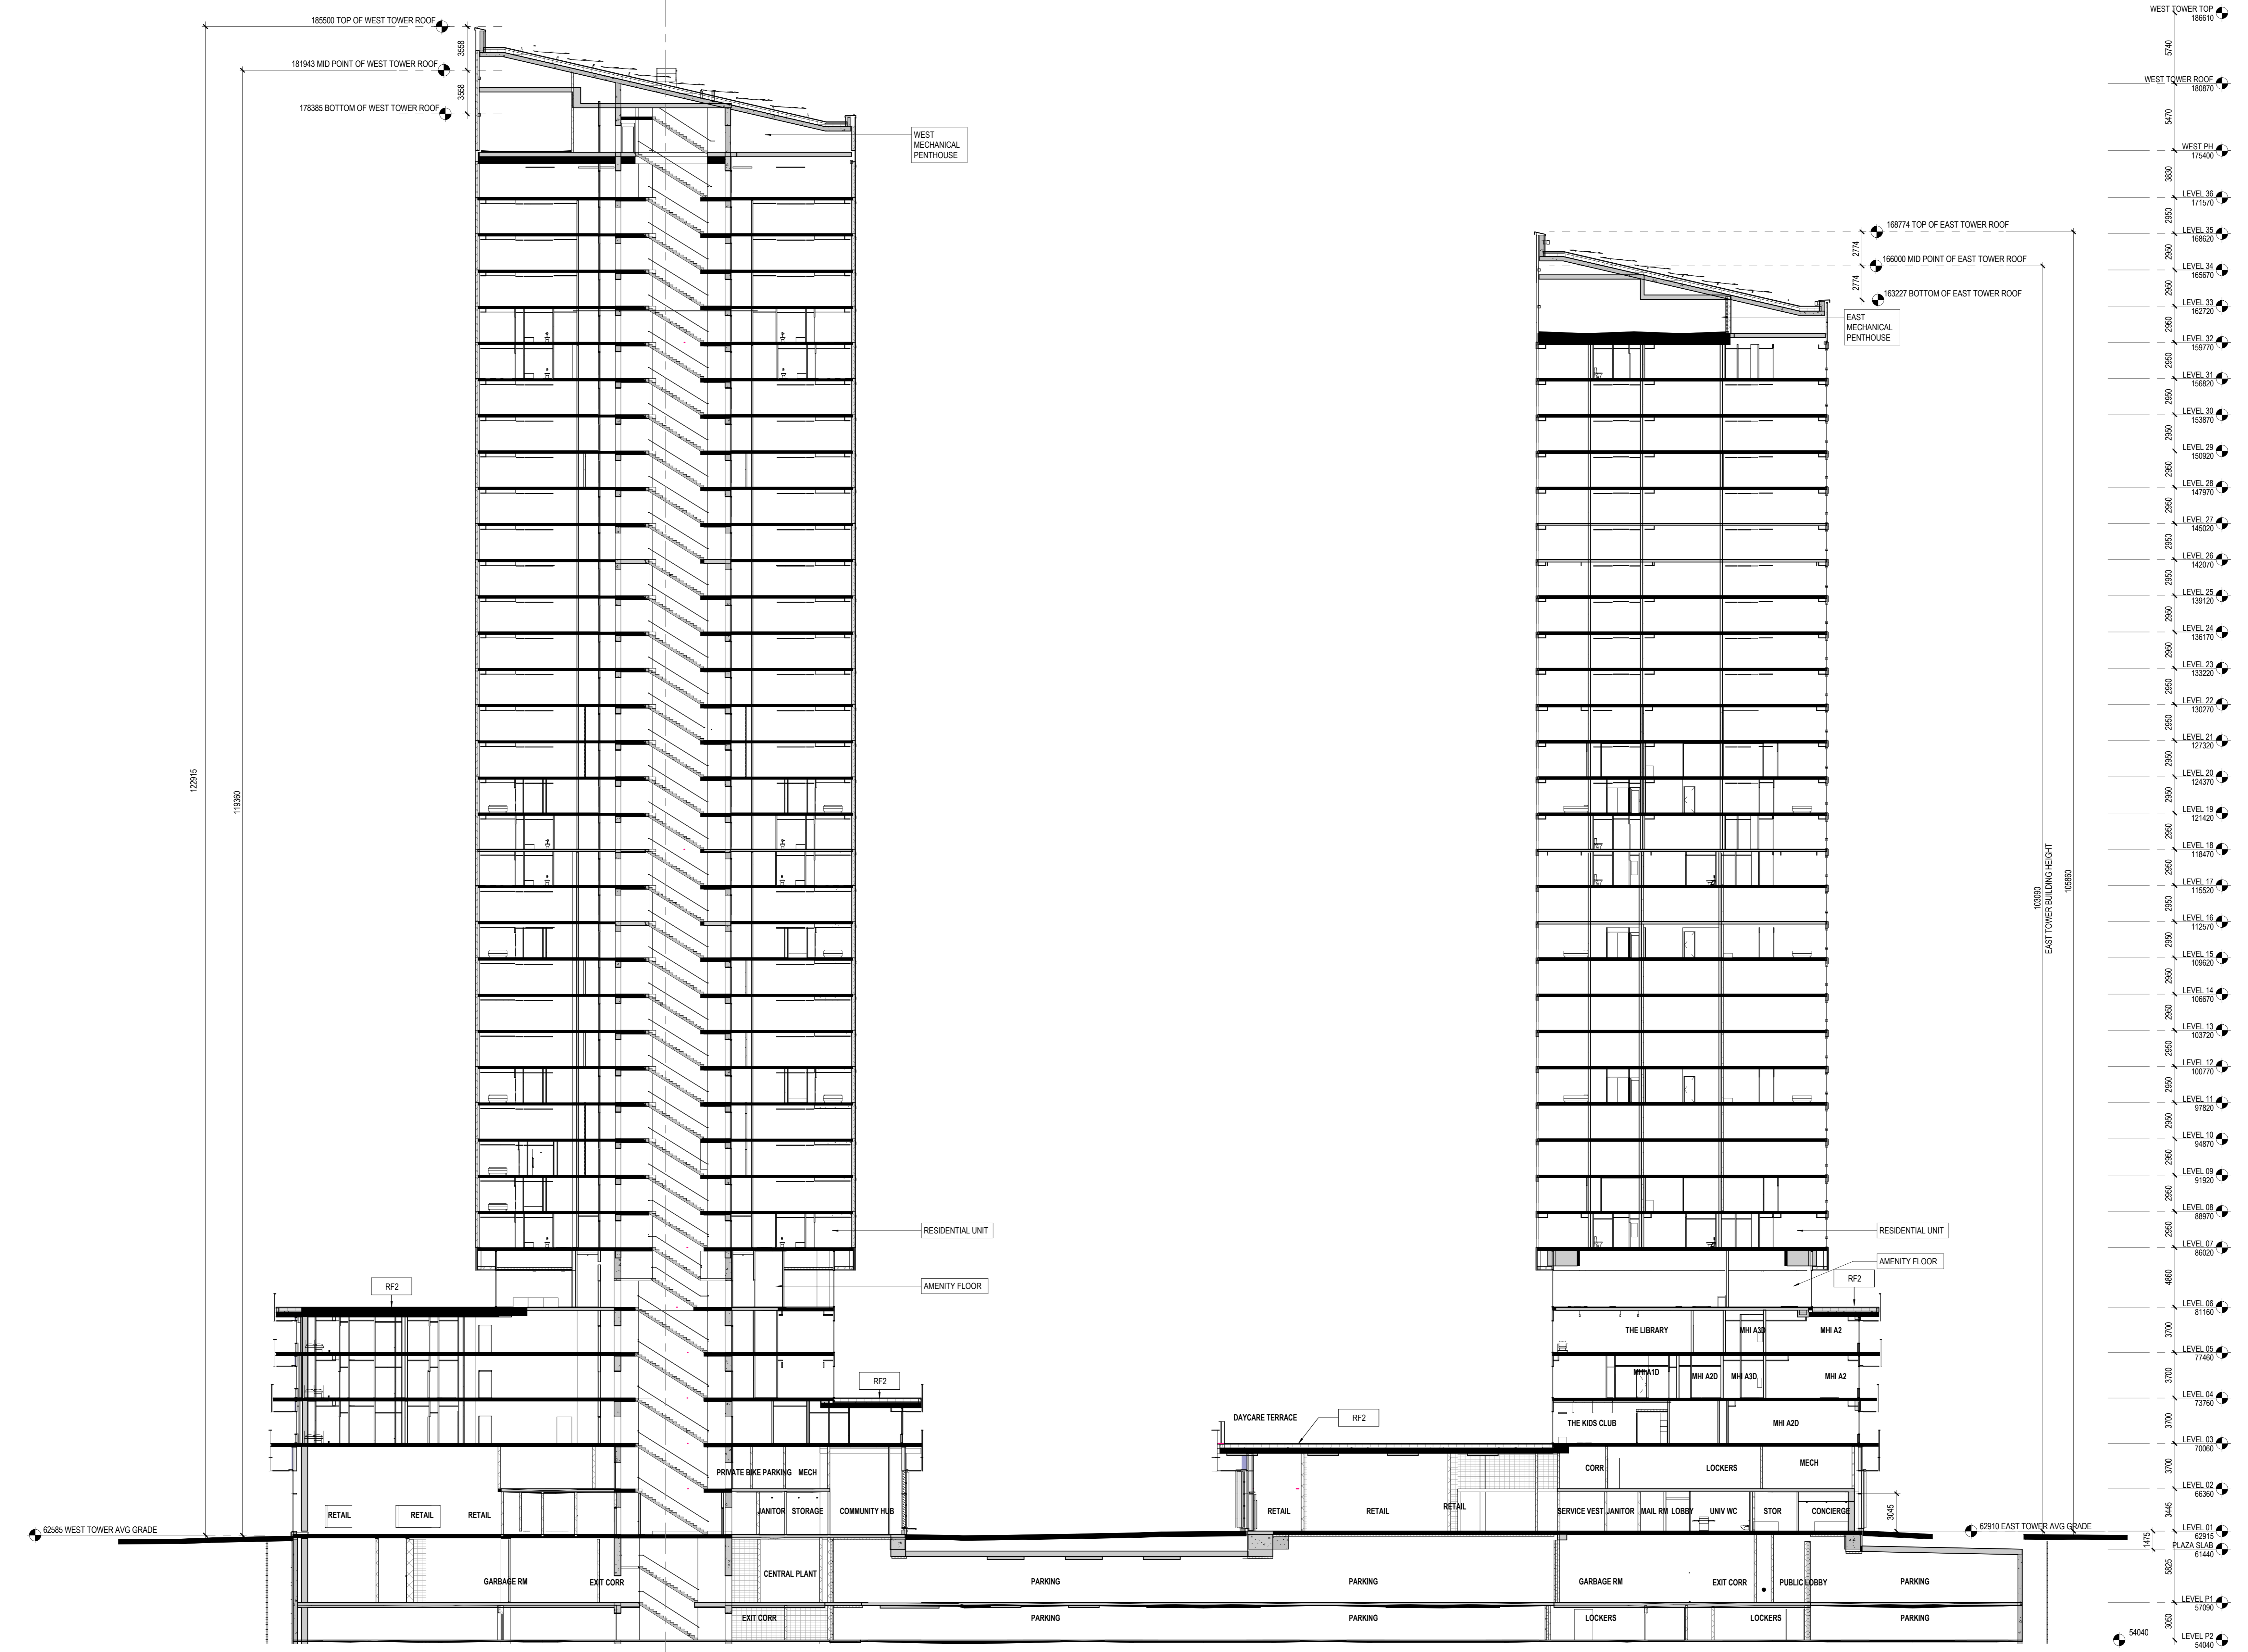 185500 TOP OF WEST TOWER ROOF
3558
181943 MID POINT OF WEST TOWER ROOF
3558
178385 BOTTOM OF WEST TOWER ROOF
WEST
MECHANICAL
PENTHOUSE
122915
119360
RESIDENTIAL UNIT
AMENITY FLOOR
RF2
RF2
PRIVATE BIKE PARKING MECH
RETAIL
RETAIL
RETAIL
JANITOR
STORAGE
COMMUNITY HUB
62585 WEST TOWER AVG GRADE
GARBAGE RM
EXIT CORR
CENTRAL PLANT
PARKING
EXIT CORR
PARKING
168774 TOP OF EAST TOWER ROOF
2774
166000 MID POINT OF EAST TOWER ROOF
2774
163227 BOTTOM OF EAST TOWER ROOF
EAST
MECHANICAL
PENTHOUSE
103090
EAST TOWER BUILDING HEIGHT
105860
RESIDENTIAL UNIT
AMENITY FLOOR
RF2
THE LIBRARY
MHI A3D
MHI A2
MHI A1D
MHI A2D
MHI A3D
MHI A2
DAYCARE TERRACE
RF2
THE KIDS CLUB
MHI A2D
CORR
LOCKERS
MECH
RETAIL
RETAIL
RETAIL
SERVICE VEST
JANITOR
MAIL RM
LOBBY
UNIV WC
STOR
CONCIERGE
3045
62910 EAST TOWER AVG GRADE
1475
PARKING
GARBAGE RM
EXIT CORR
PUBLIC LOBBY
PARKING
PARKING
LOCKERS
LOCKERS
PARKING
54040
WEST TOWER TOP
186610
5740
WEST TOWER ROOF
180870
5470
WEST PH
175400
3830
LEVEL 36
171570
2950
LEVEL 35
168620
2950
LEVEL 34
165670
2950
LEVEL 33
162720
2950
LEVEL 32
159770
2950
LEVEL 31
156820
2950
LEVEL 30
153870
2950
LEVEL 29
150920
2950
LEVEL 28
147970
2950
LEVEL 27
145020
2950
LEVEL 26
142070
2950
LEVEL 25
139120
2950
LEVEL 24
136170
2950
LEVEL 23
133220
2950
LEVEL 22
130270
2950
LEVEL 21
127320
2950
LEVEL 20
124370
2950
LEVEL 19
121420
2950
LEVEL 18
118470
2950
LEVEL 17
115520
2950
LEVEL 16
112570
2950
LEVEL 15
109620
2950
LEVEL 14
106670
2950
LEVEL 13
103720
2950
LEVEL 12
100770
2950
LEVEL 11
97820
2950
LEVEL 10
94870
2950
LEVEL 09
91920
2950
LEVEL 08
88970
2950
LEVEL 07
86020
4860
LEVEL 06
81160
3700
LEVEL 05
77460
3700
LEVEL 04
73760
3700
LEVEL 03
70060
3700
LEVEL 02
66360
3445
LEVEL 01
62915
PLAZA SLAB
61440
5825
LEVEL P1
57090
3050
LEVEL P2
54040